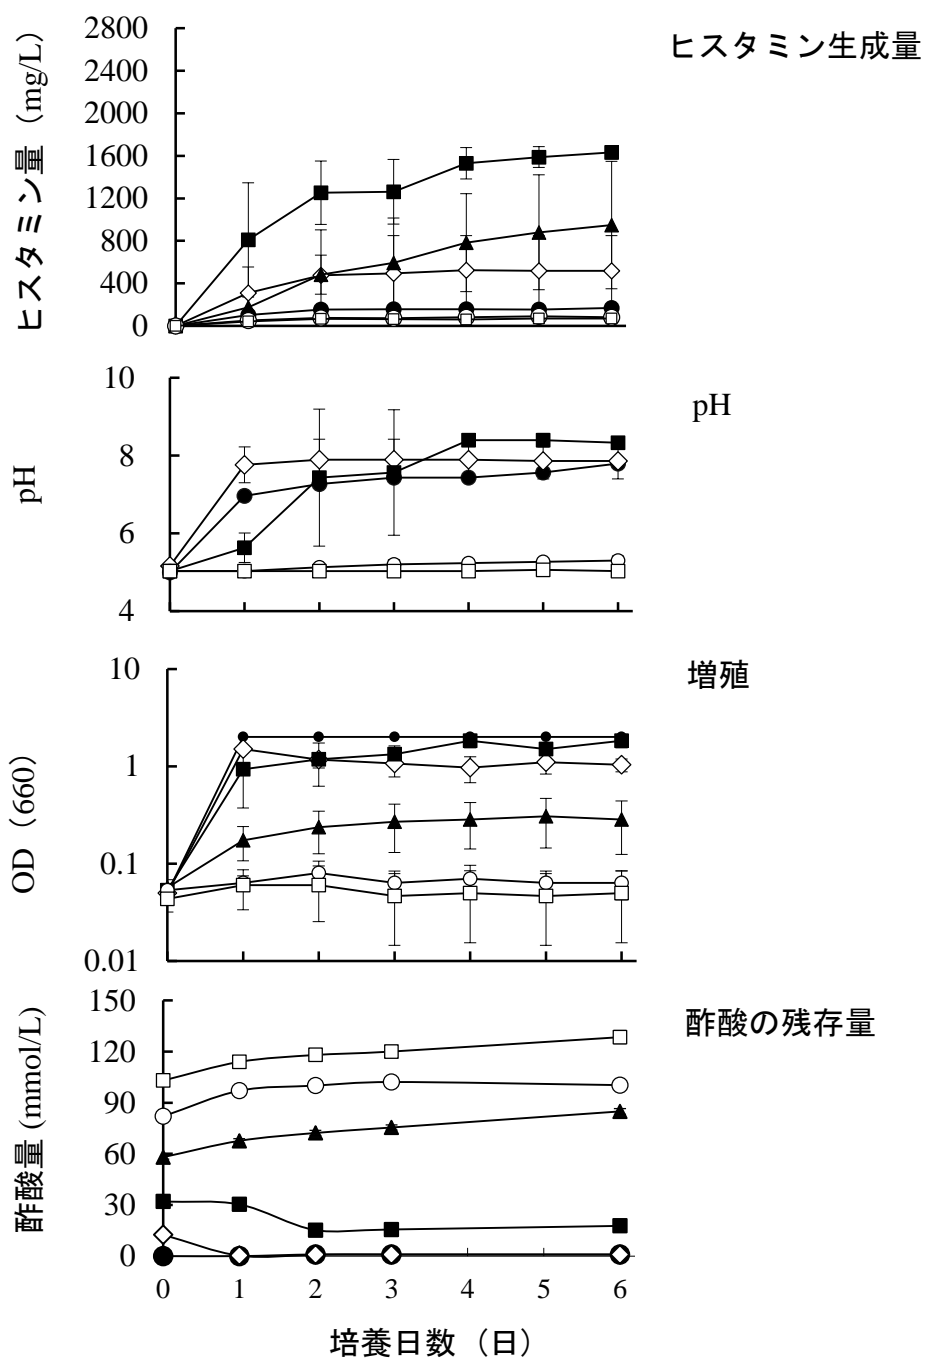 ヒスタミン生成量
ヒスタミン量（mg/L）
2800
2400
2000
1600
1200
800
400
0
pH
pH
10
8
6
4
増殖
OD（660）
10
1
0.1
0.01
酢酸の残存量
酢酸量 (mmol/L)
150
120
90
60
30
0
0 1 2 3 4 5 6
培養日数（日）